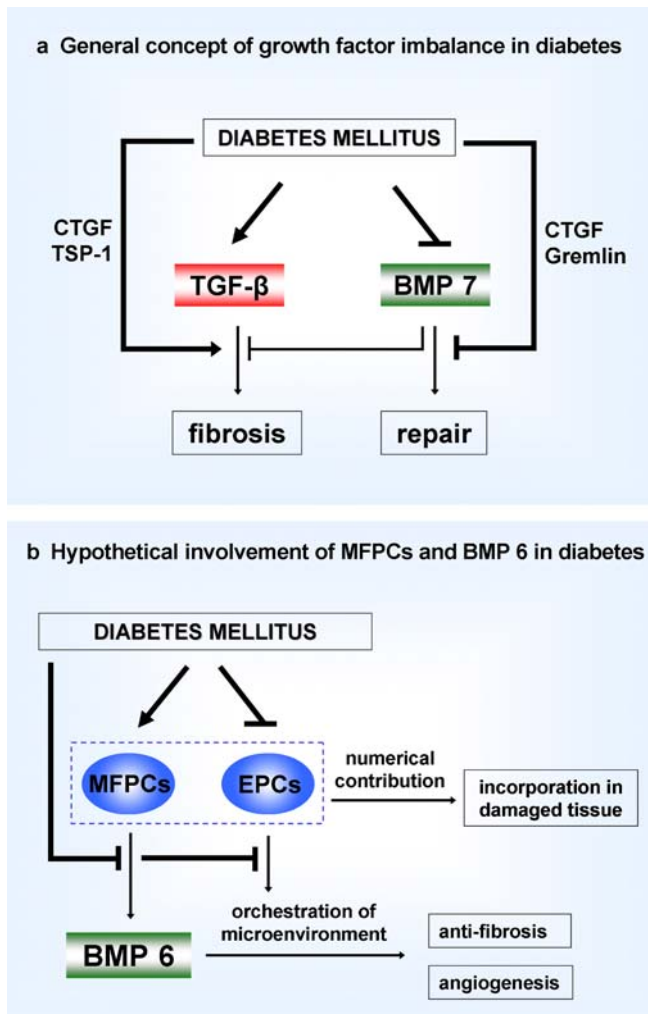 a General concept of growth factor imbalance in diabetes
DIABETES MELLITUS
CTGF
TSP-1
CTGF
Gremlin
TGF-β
BMP 7
fibrosis
repair
b Hypothetical involvement of MFPCs and BMP 6 in diabetes
DIABETES MELLITUS
MFPCs
EPCs
numerical
contribution
incorporation in
damaged tissue
orchestration of
microenvironment
BMP 6
anti-fibrosis
angiogenesis